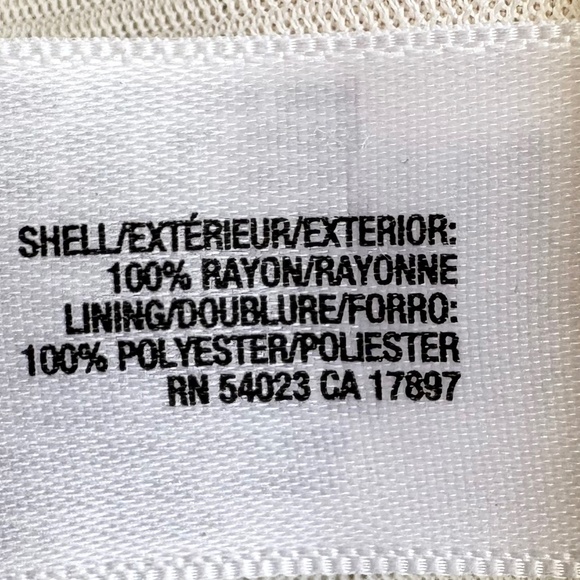 SHELL/EXTÉRIEUR/EXTERIOR:
100% RAYON/RAYONNE
LINING/DOUBLURE/FORRO:
100% POLYESTER/POLIESTER
RN 54023 CA 17897